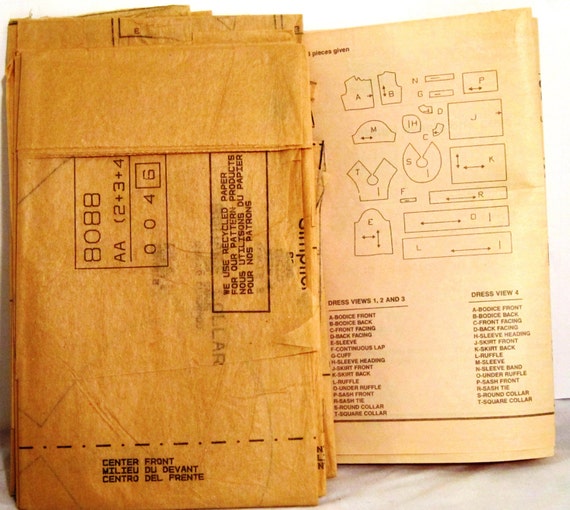 E
8088
AA (2+3+4
0 0 4 G
WE USE RECYCLED PAPER
FOR OUR PATTERN PRODUCTS
NOUS UTILISONS DU PAPIER
POUR NOS PATRONS
LAR
CENTER FRONT
MILIEU DU DEVANT
CENTRO DEL FRENTE
pieces given
A
B
N
G
P
D
H
M
C
J
S
T
K
F
R
E
O
L
DRESS VIEWS 1, 2 AND 3
A-BODICE FRONT
B-BODICE BACK
C-FRONT FACING
D-BACK FACING
E-SLEEVE
F-CONTINUOUS LAP
G-CUFF
H-SLEEVE HEADING
J-SKIRT FRONT
K-SKIRT BACK
L-RUFFLE
O-UNDER RUFFLE
P-SASH FRONT
R-SASH TIE
S-ROUND COLLAR
T-SQUARE COLLAR
DRESS VIEW 4
A-BODICE FRONT
B-BODICE BACK
C-FRONT FACING
D-BACK FACING
H-SLEEVE HEADING
J-SKIRT FRONT
K-SKIRT BACK
L-RUFFLE
M-SLEEVE
N-SLEEVE BAND
O-UNDER RUFFLE
P-SASH FRONT
R-SASH TIE
S-ROUND COLLAR
T-SQUARE COLLAR